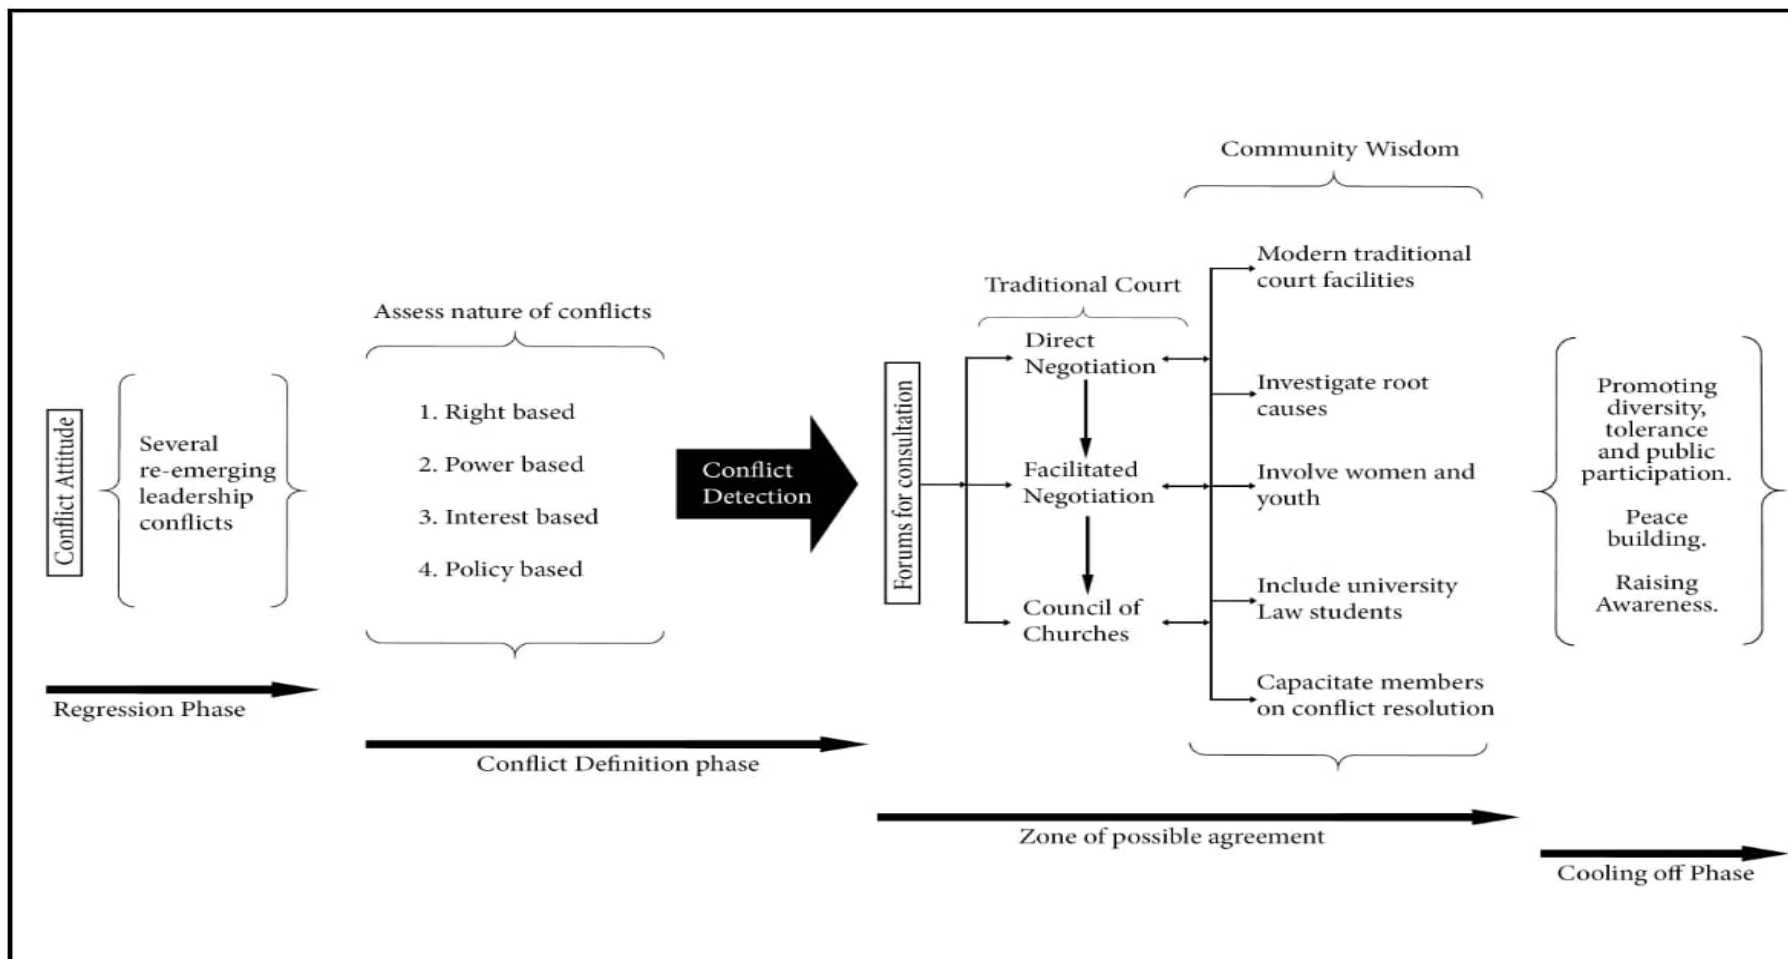 Conflict Attitude
Several
re-emerging
leadership
conflicts
Regression Phase
Assess nature of conflicts
1. Right based
2. Power based
3. Interest based
4. Policy based
Conflict
Detection
Conflict Definition phase
Forums for consultation
Traditional Court
Direct
Negotiation
Facilitated
Negotiation
Council of
Churches
Community Wisdom
Modern traditional
court facilities
Investigate root
causes
Involve women and
youth
Include university
Law students
Capacitate members
on conflict resolution
Zone of possible agreement
Promoting
diversity,
tolerance
and public
participation.
Peace
building.
Raising
Awareness.
Cooling off Phase